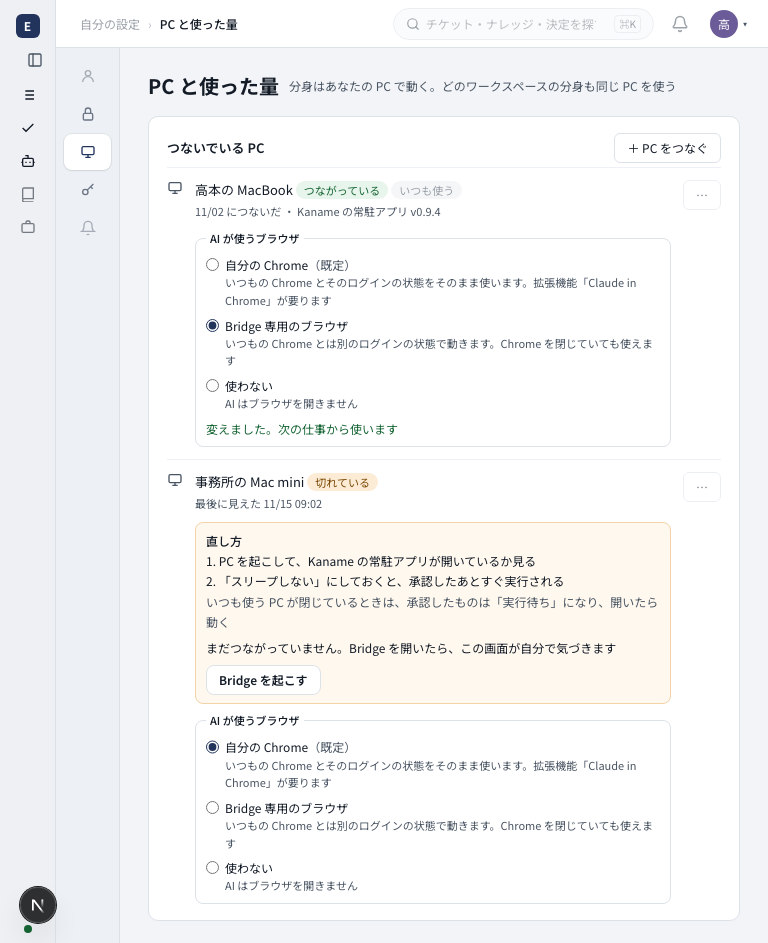 E
自分の設定 › PC と使った量
チケット・ナレッジ・決定を探す
⌘K
高
PC と使った量 分身はあなたの PC で動く。どのワークスペースの分身も同じ PC を使う
つないでいる PC
＋ PC をつなぐ
高本の MacBook つながっている いつも使う
…
11/02 につないだ ・ Kaname の常駐アプリ v0.9.4
AI が使うブラウザ
自分の Chrome（既定）
いつもの Chrome とそのログインの状態をそのまま使います。拡張機能「Claude in
Chrome」が要ります
Bridge 専用のブラウザ
いつもの Chrome とは別のログインの状態で動きます。Chrome を閉じていても使えま
す
使わない
AI はブラウザを開きません
変えました。次の仕事から使います
事務所の Mac mini 切れている
…
最後に見えた 11/15 09:02
直し方
1. PC を起こして、Kaname の常駐アプリが開いているか見る
2. 「スリープしない」にしておくと、承認したあとすぐ実行される
いつも使う PC が閉じているときは、承認したものは「実行待ち」になり、開いたら
動く
まだつながっていません。Bridge を開いたら、この画面が自分で気づきます
Bridge を起こす
AI が使うブラウザ
自分の Chrome（既定）
いつもの Chrome とそのログインの状態をそのまま使います。拡張機能「Claude in
Chrome」が要ります
Bridge 専用のブラウザ
いつもの Chrome とは別のログインの状態で動きます。Chrome を閉じていても使えま
す
使わない
AI はブラウザを開きません
N